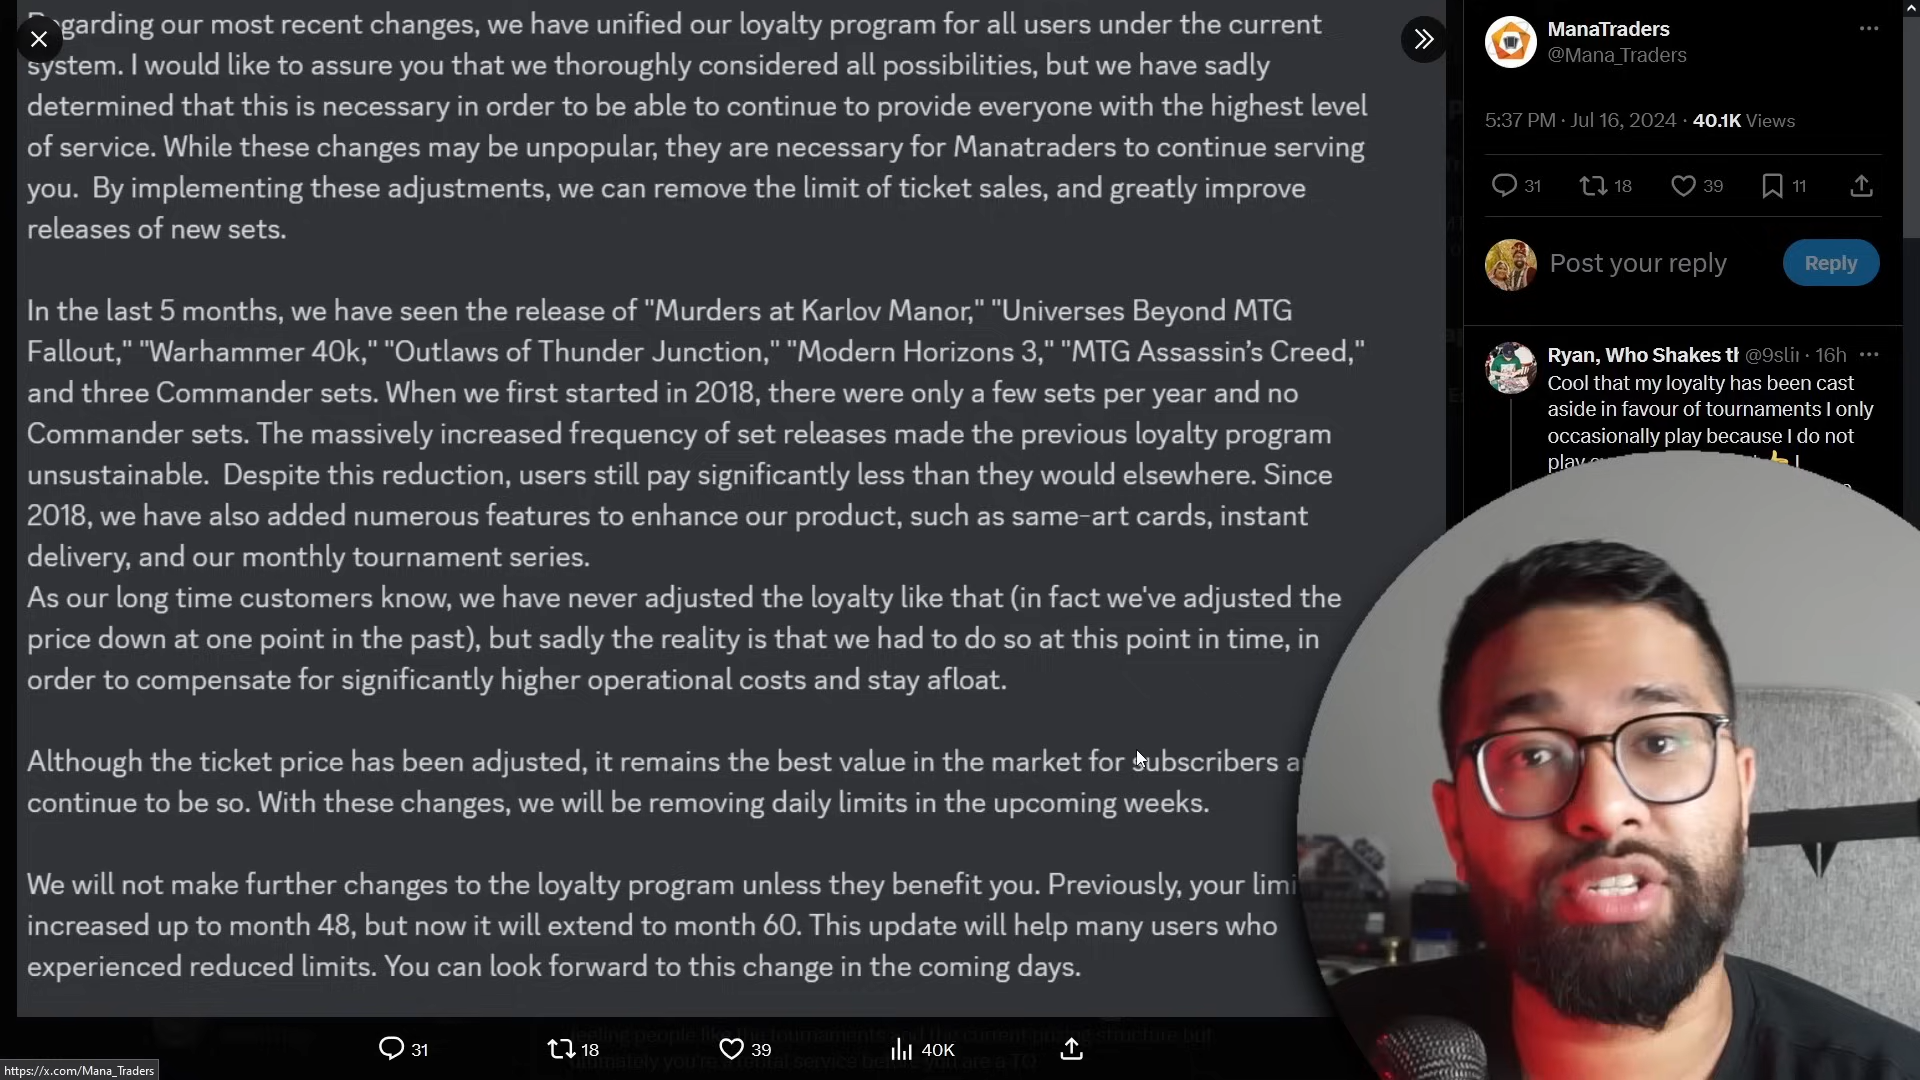 Regarding our most recent changes, we have unified our loyalty program for all users under the current
system. I would like to assure you that we thoroughly considered all possibilities, but we have sadly
determined that this is necessary in order to be able to continue to provide everyone with the highest level
of service. While these changes may be unpopular, they are necessary for Manatraders to continue serving
you.  By implementing these adjustments, we can remove the limit of ticket sales, and greatly improve
releases of new sets.
In the last 5 months, we have seen the release of "Murders at Karlov Manor," "Universes Beyond MTG
Fallout," "Warhammer 40k," "Outlaws of Thunder Junction," "Modern Horizons 3," "MTG Assassin's Creed,"
and three Commander sets. When we first started in 2018, there were only a few sets per year and no
Commander sets. The massively increased frequency of set releases made the previous loyalty program
unsustainable.  Despite this reduction, users still pay significantly less than they would elsewhere. Since
2018, we have also added numerous features to enhance our product, such as same-art cards, instant
delivery, and our monthly tournament series.
As our long time customers know, we have never adjusted the loyalty like that (in fact we've adjusted the
price down at one point in the past), but sadly the reality is that we had to do so at this point in time, in
order to compensate for significantly higher operational costs and stay afloat.
Although the ticket price has been adjusted, it remains the best value in the market for subscribers
continue to be so. With these changes, we will be removing daily limits in the upcoming weeks.
We will not make further changes to the loyalty program unless they benefit you. Previously, your limi
increased up to month 48, but now it will extend to month 60. This update will help many users who
experienced reduced limits. You can look forward to this change in the coming days.
31 18 39 40K
https://x.com/Mana_Traders
ManaTraders
@Mana_Traders
5:37 PM · Jul 16, 2024 · 40.1K Views
31 18 39 11
Post your reply Reply
Ryan, Who Shakes tl @9slir · 16h
Cool that my loyalty has been cast
aside in favour of tournaments I only
occasionally play because I do not